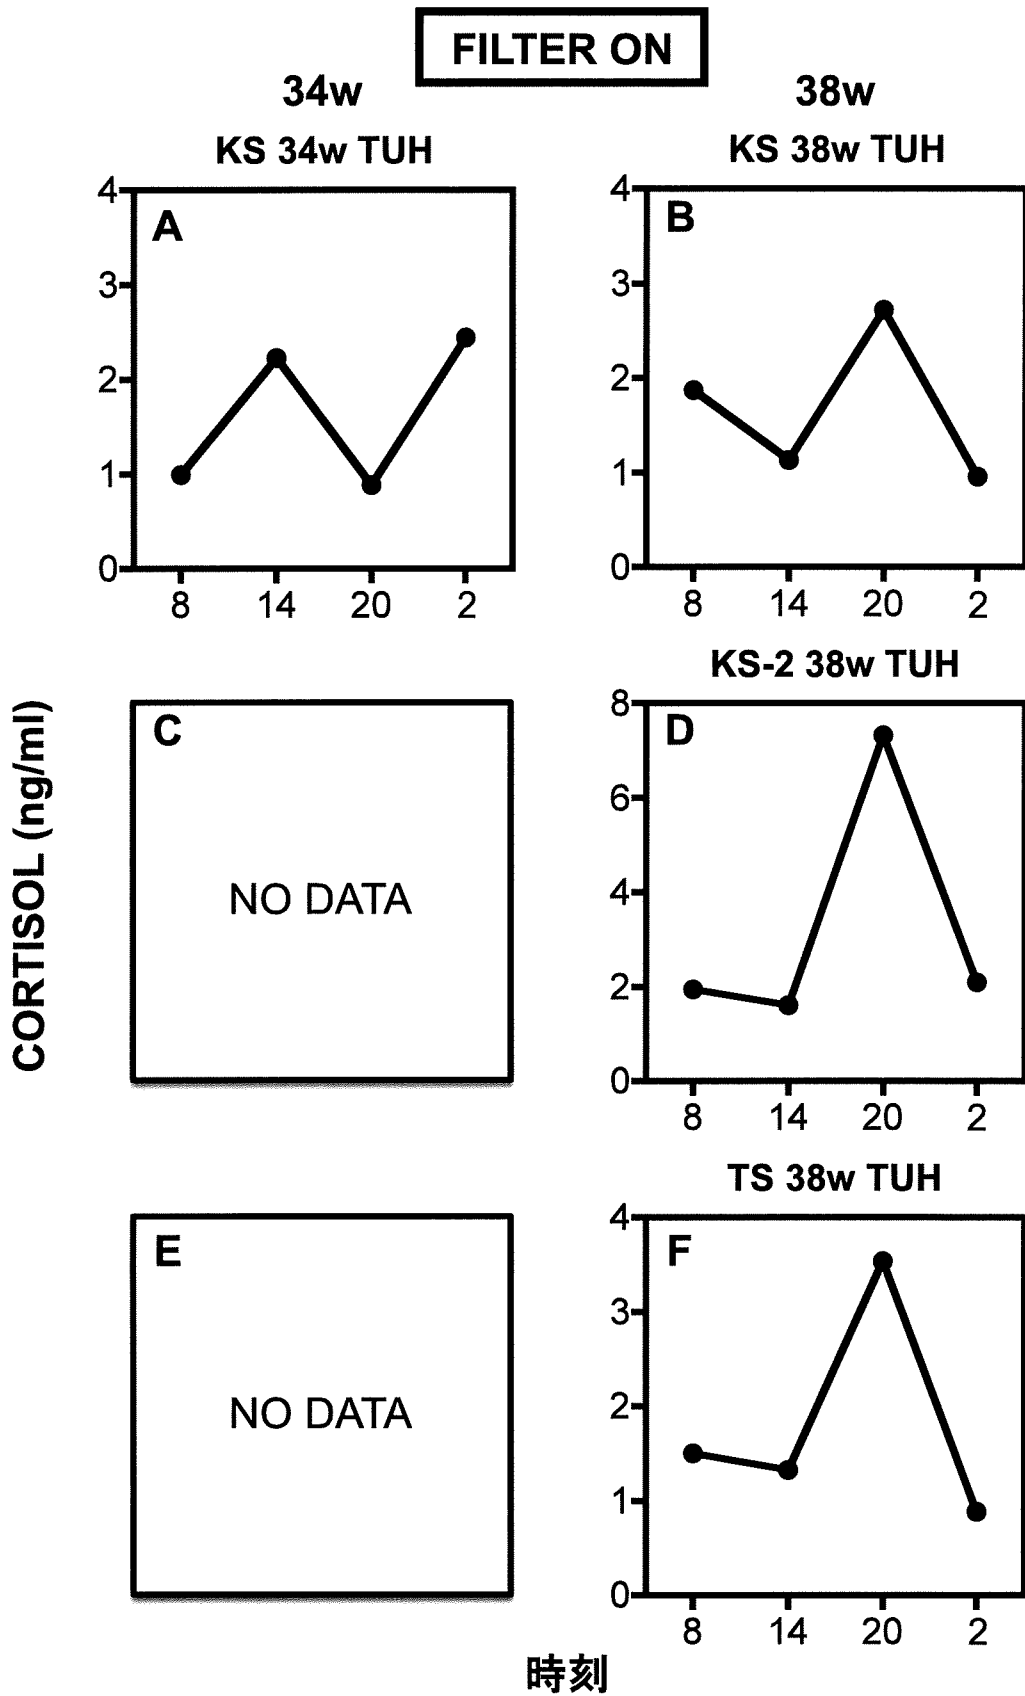 FILTER ON
34w
38w
KS 34w TUH
KS 38w TUH
A
4
3
2
1
0
8 14 20 2
B
4
3
2
1
0
8 14 20 2
CORTISOL (ng/ml)
C
NO DATA
KS-2 38w TUH
D
8
6
4
2
0
8 14 20 2
E
NO DATA
TS 38w TUH
F
4
3
2
1
0
8 14 20 2
時刻